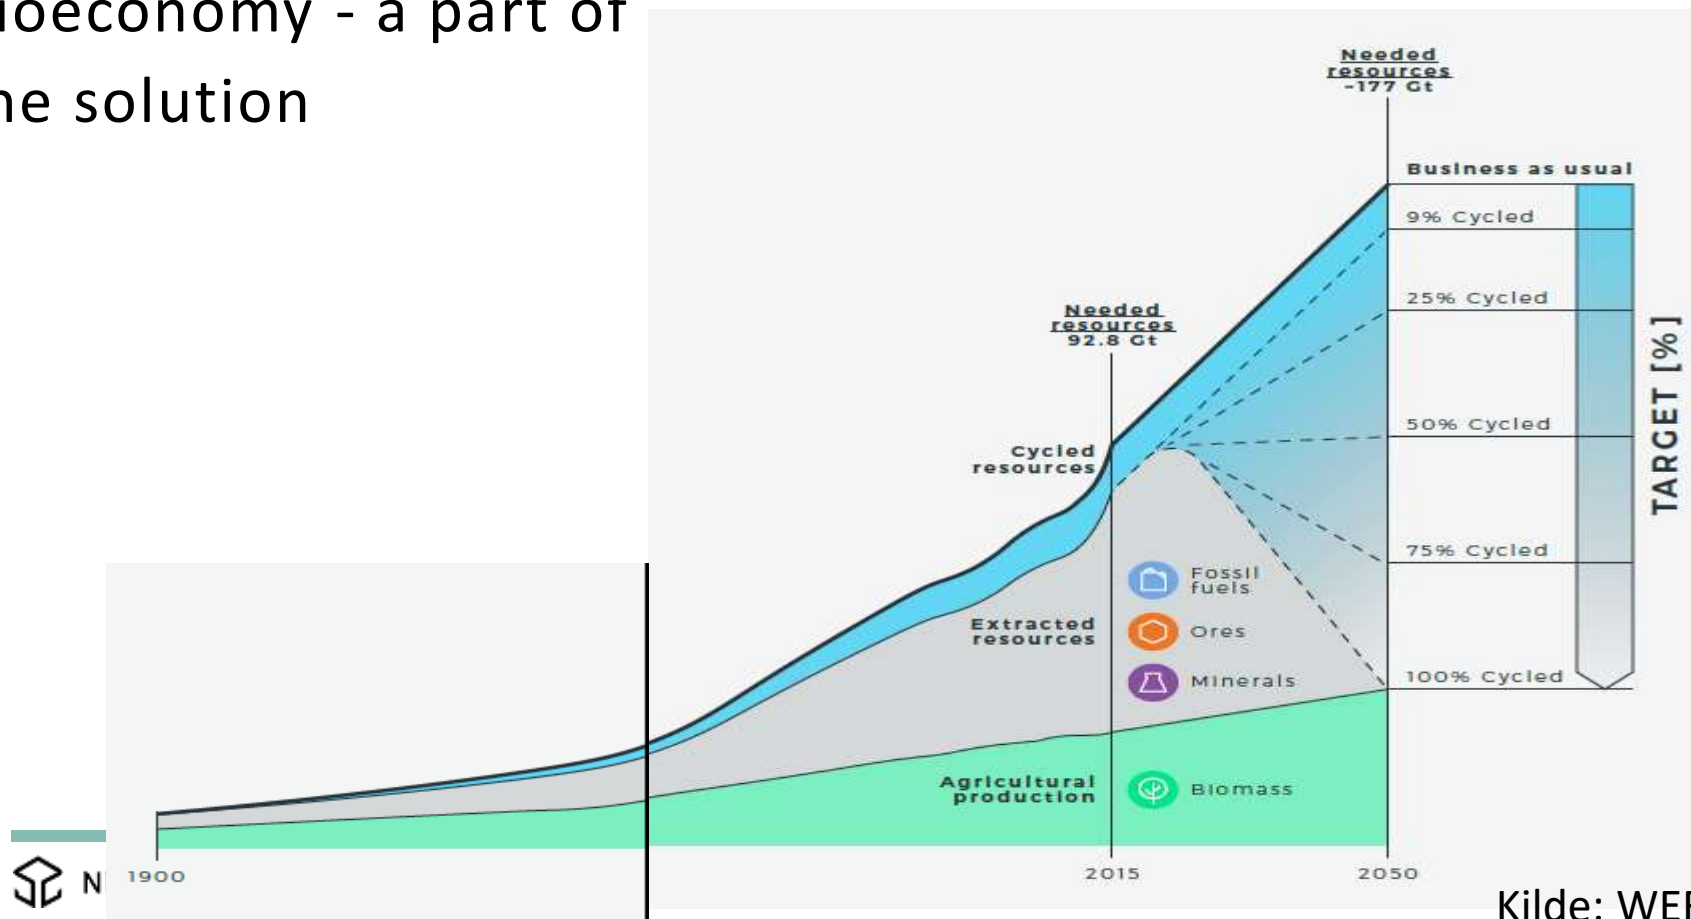 ioeconomy - a part of
ne solution
Needed
resources
~177 Gt
Business as usual
9% Cycled
25% Cycled
Needed
resources
92.8 Gt
50% Cycled
Cycled
resources
TARGET [%]
75% Cycled
Fossil
fuels
Extracted
resources
Ores
Minerals
100% Cycled
Agricultural
production
Biomass
1900
2015
2050
Kilde: WEF